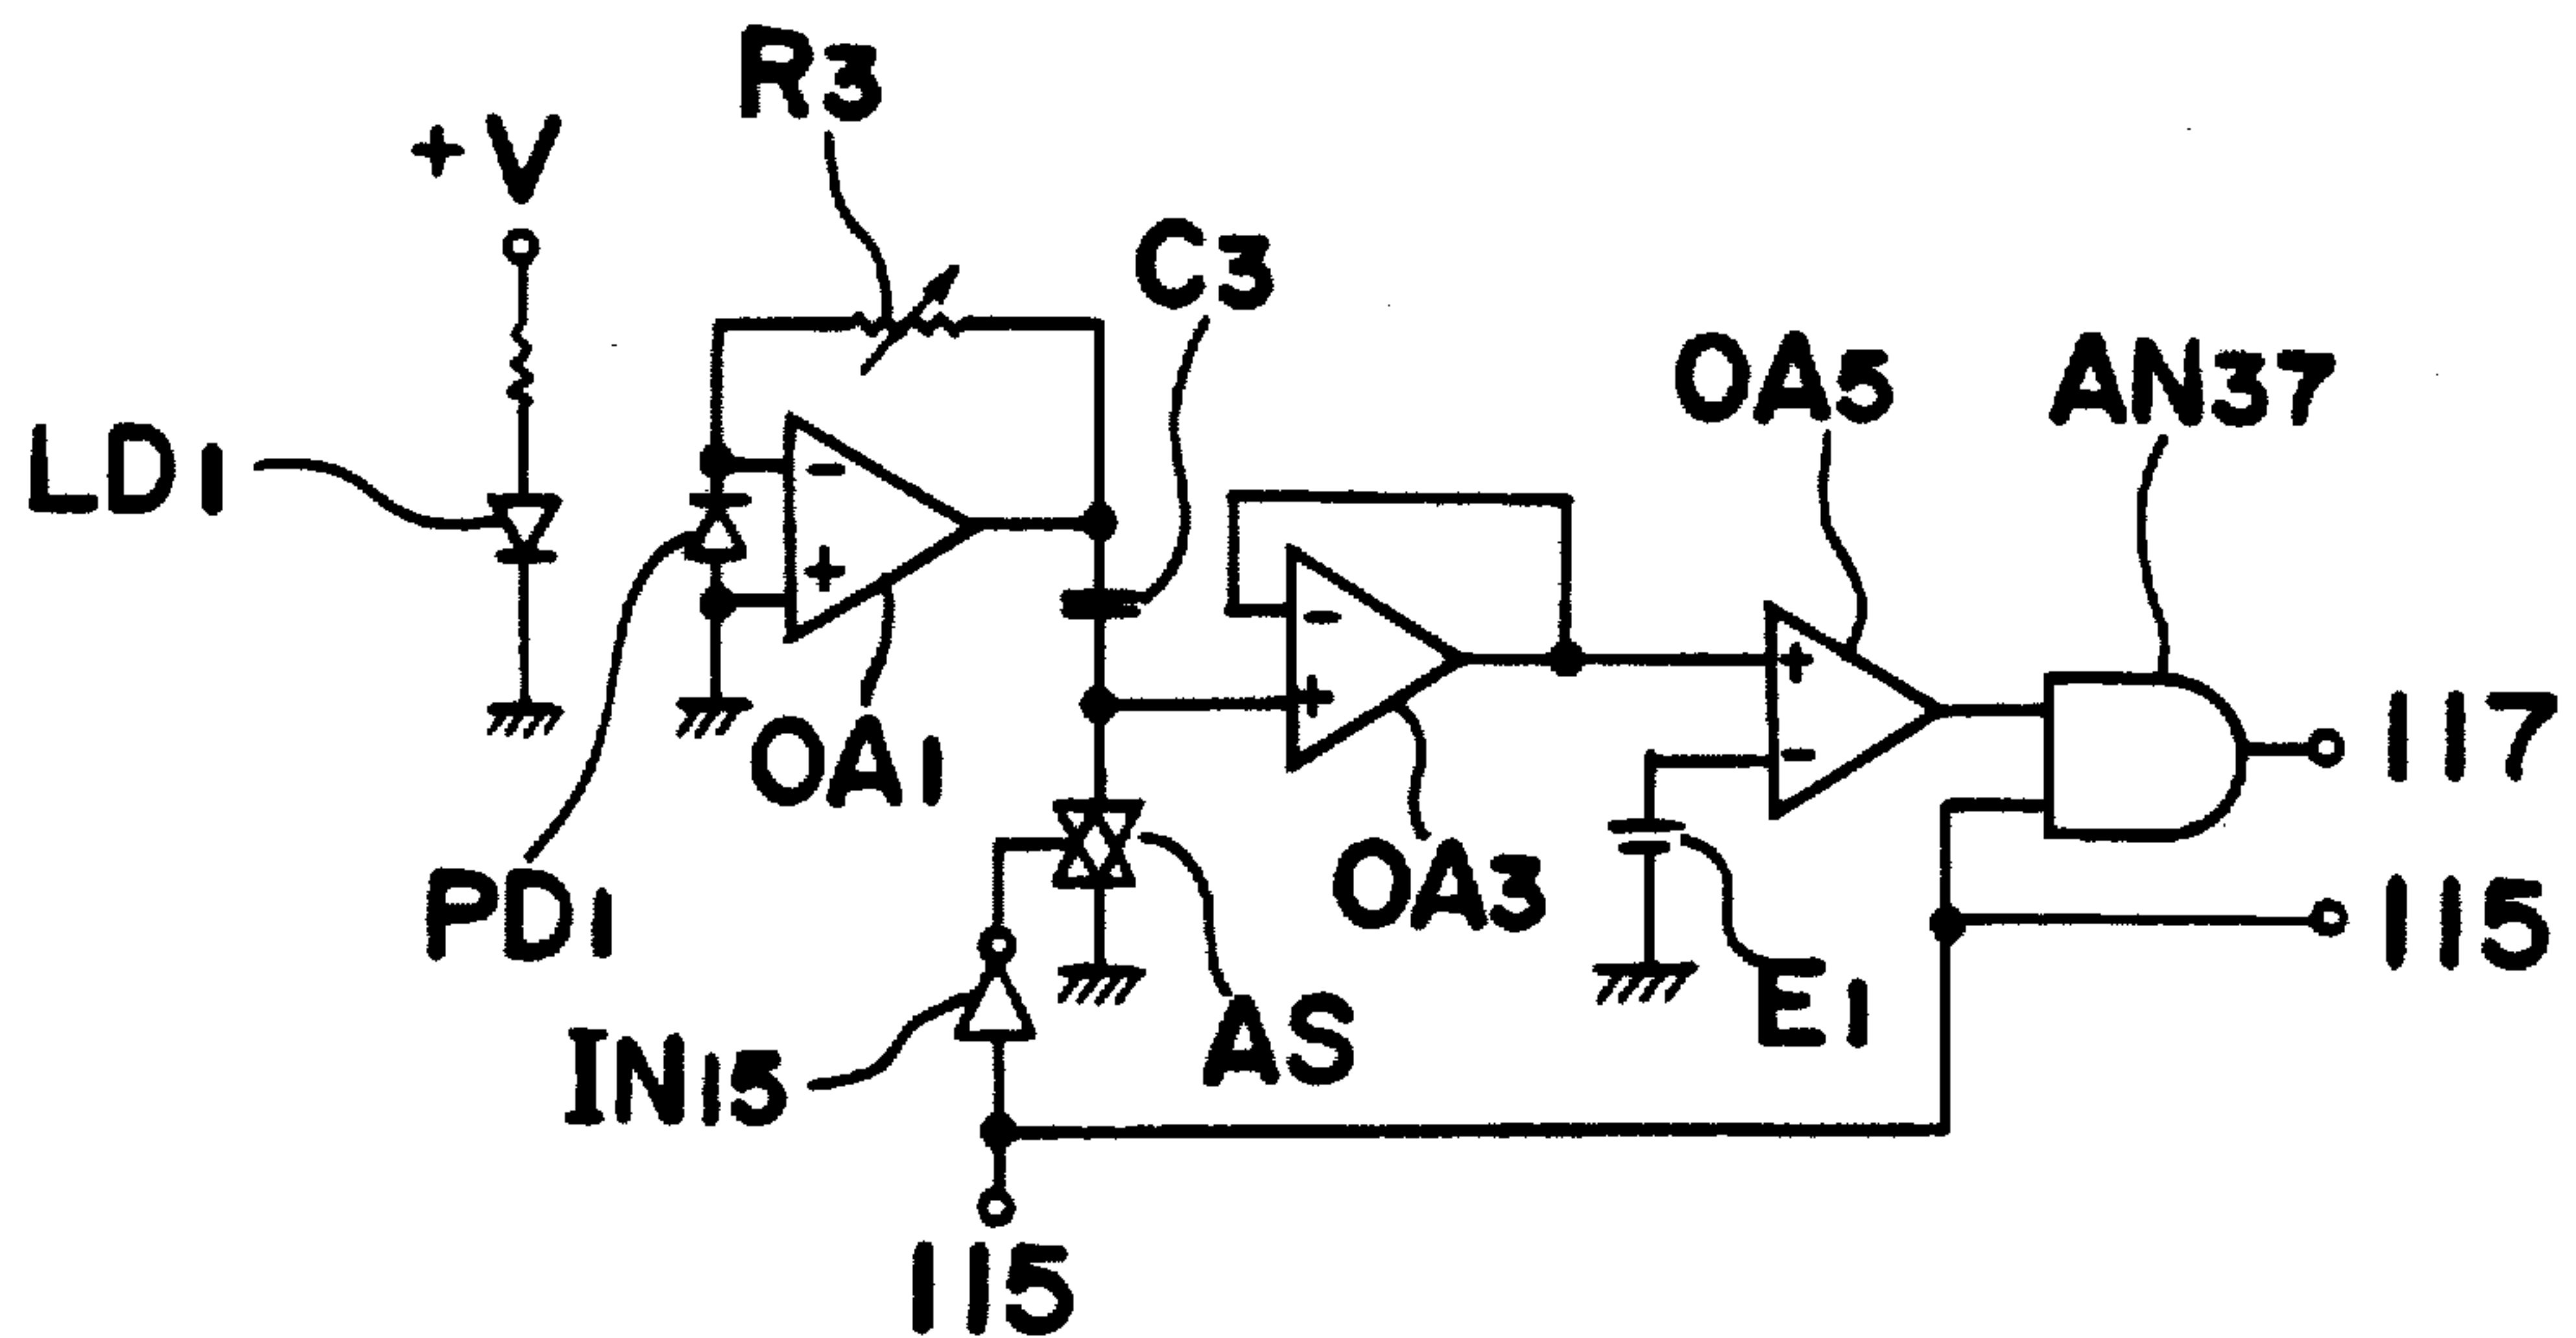 R3
+V
C3
OA5
AN37
LD1
-
+
OA1
-
+
+
-
117
PD1
OA3
115
E1
AS
IN15
115